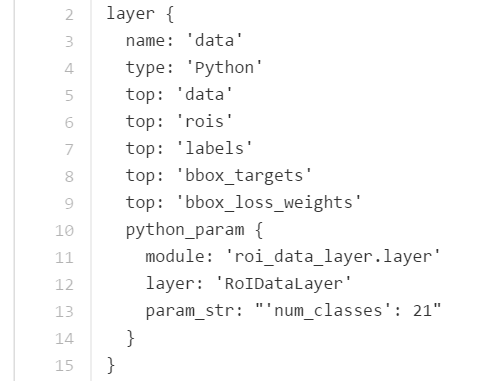 2 layer {
3   name: 'data'
4   type: 'Python'
5   top: 'data'
6   top: 'rois'
7   top: 'labels'
8   top: 'bbox_targets'
9   top: 'bbox_loss_weights'
10   python_param {
11     module: 'roi_data_layer.layer'
12     layer: 'RoIDataLayer'
13     param_str: "'num_classes': 21"
14   }
15 }